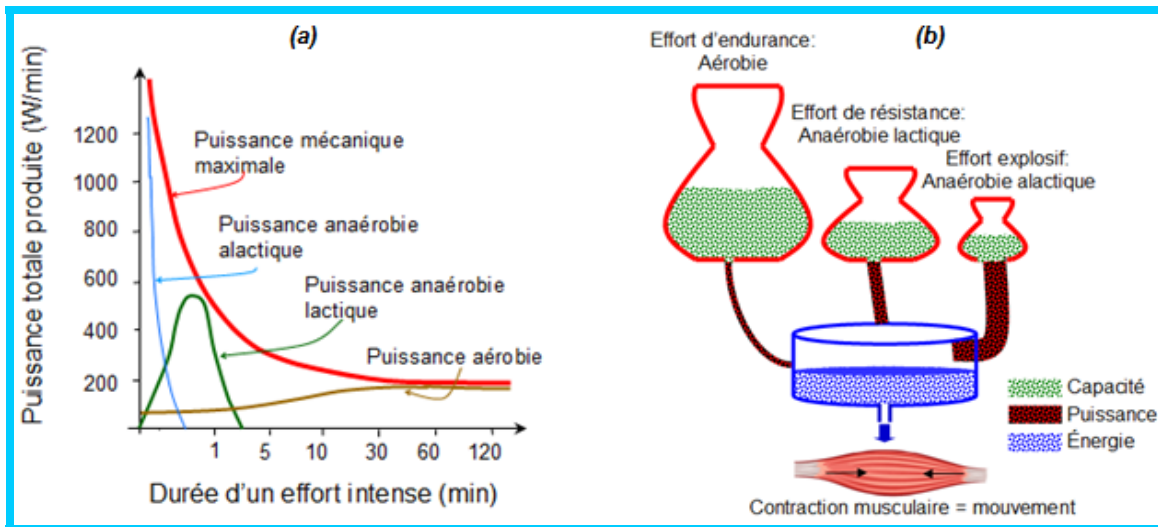 (a)
Puissance totale produite (W/min)
1200
1000
800
600
400
200
Puissance mécanique
maximale
Puissance anaérobie
alactique
Puissance anaérobie
lactique
Puissance aérobie
1 5 10 30 60 120
Durée d'un effort intense (min)
(b)
Effort d'endurance:
Aérobie
Effort de résistance:
Anaérobie lactique
Effort explosif:
Anaérobie alactique
Capacité
Puissance
Énergie
Contraction musculaire = mouvement